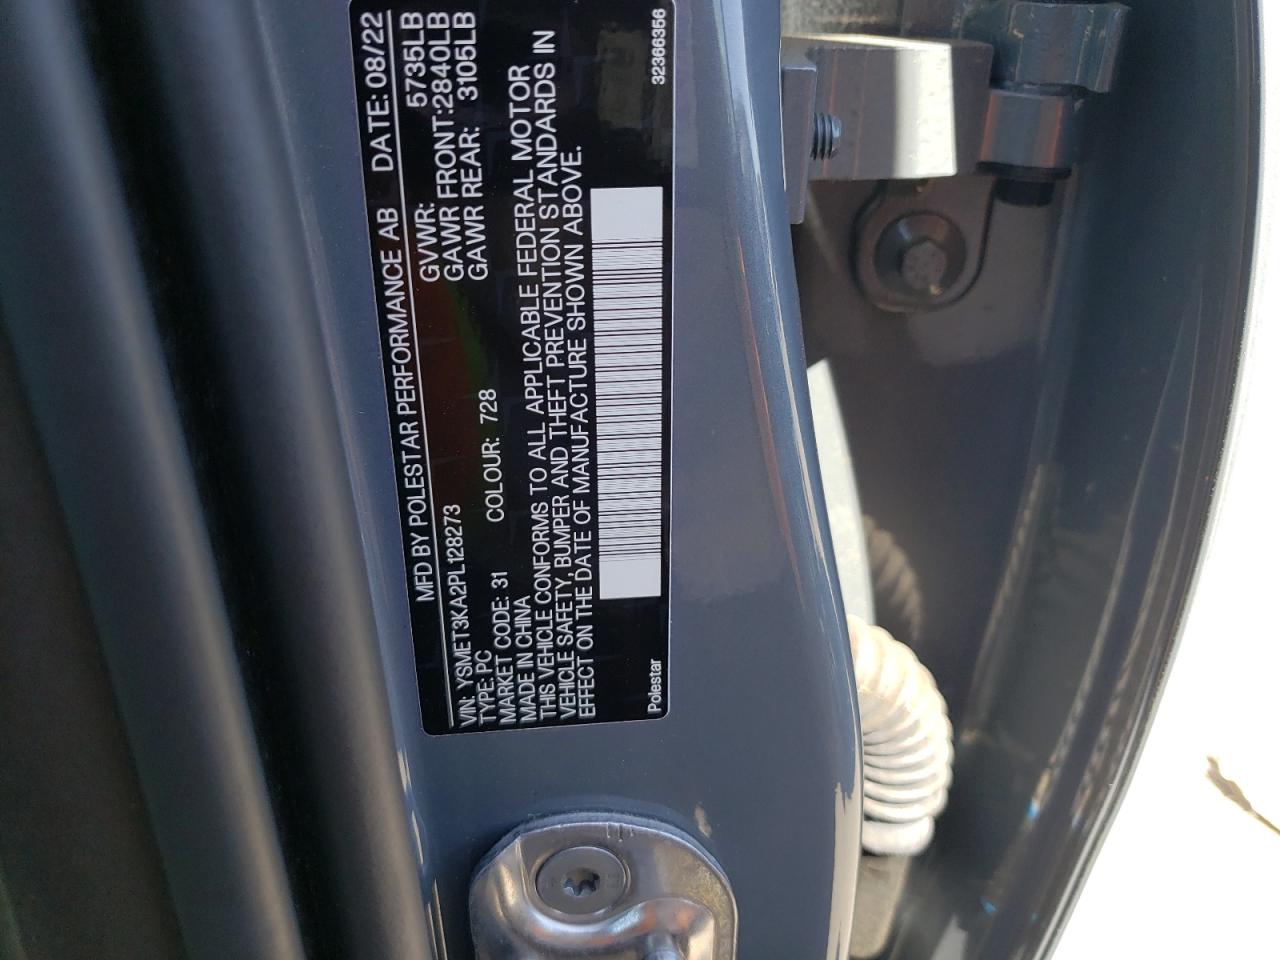 MFD BY POLESTAR PERFORMANCE AB DATE: 08/22
VIN: YSMET3KA2PL128273 GVWR: 5735LB
TYPE: PC GAWR FRONT:2840LB
MARKET CODE: 31 COLOUR: 728 GAWR REAR: 3105LB
MADE IN CHINA
THIS VEHICLE CONFORMS TO ALL APPLICABLE FEDERAL MOTOR
VEHICLE SAFETY, BUMPER AND THEFT PREVENTION STANDARDS IN
EFFECT ON THE DATE OF MANUFACTURE SHOWN ABOVE.
Polestar 32366356